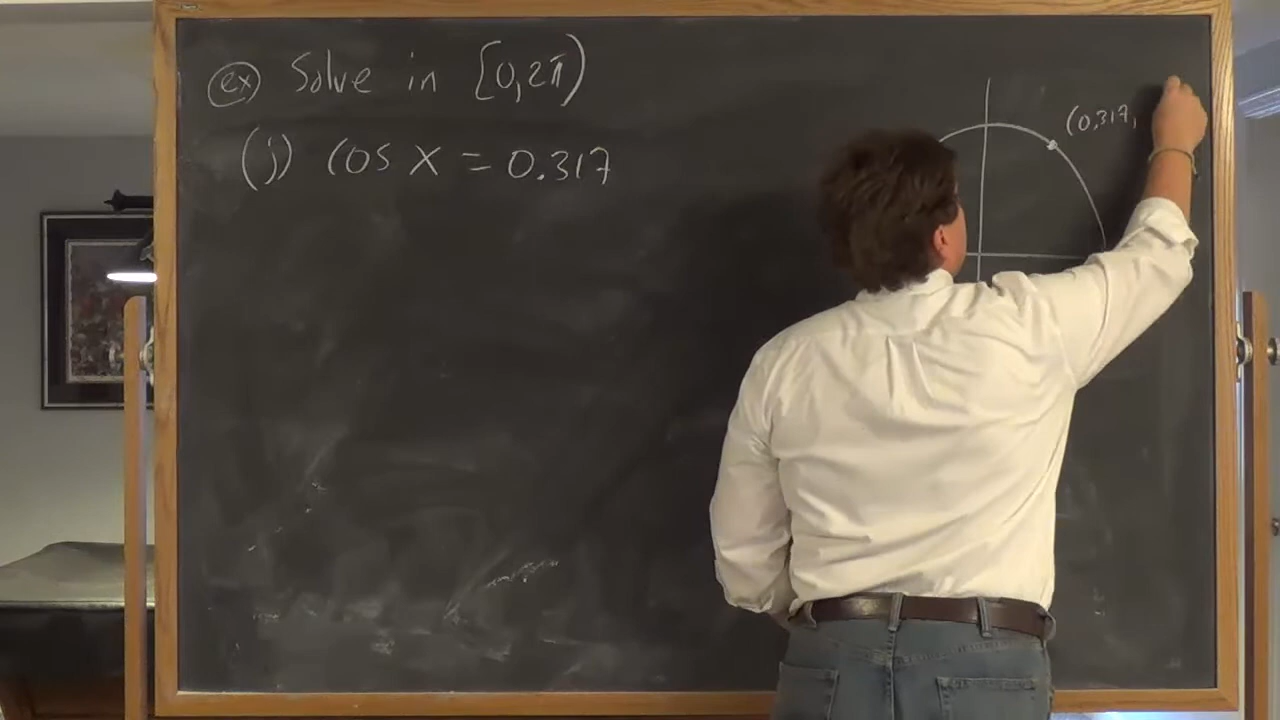 ex Solve in [0,2π)
(j) cos x = 0.317
(0.317,